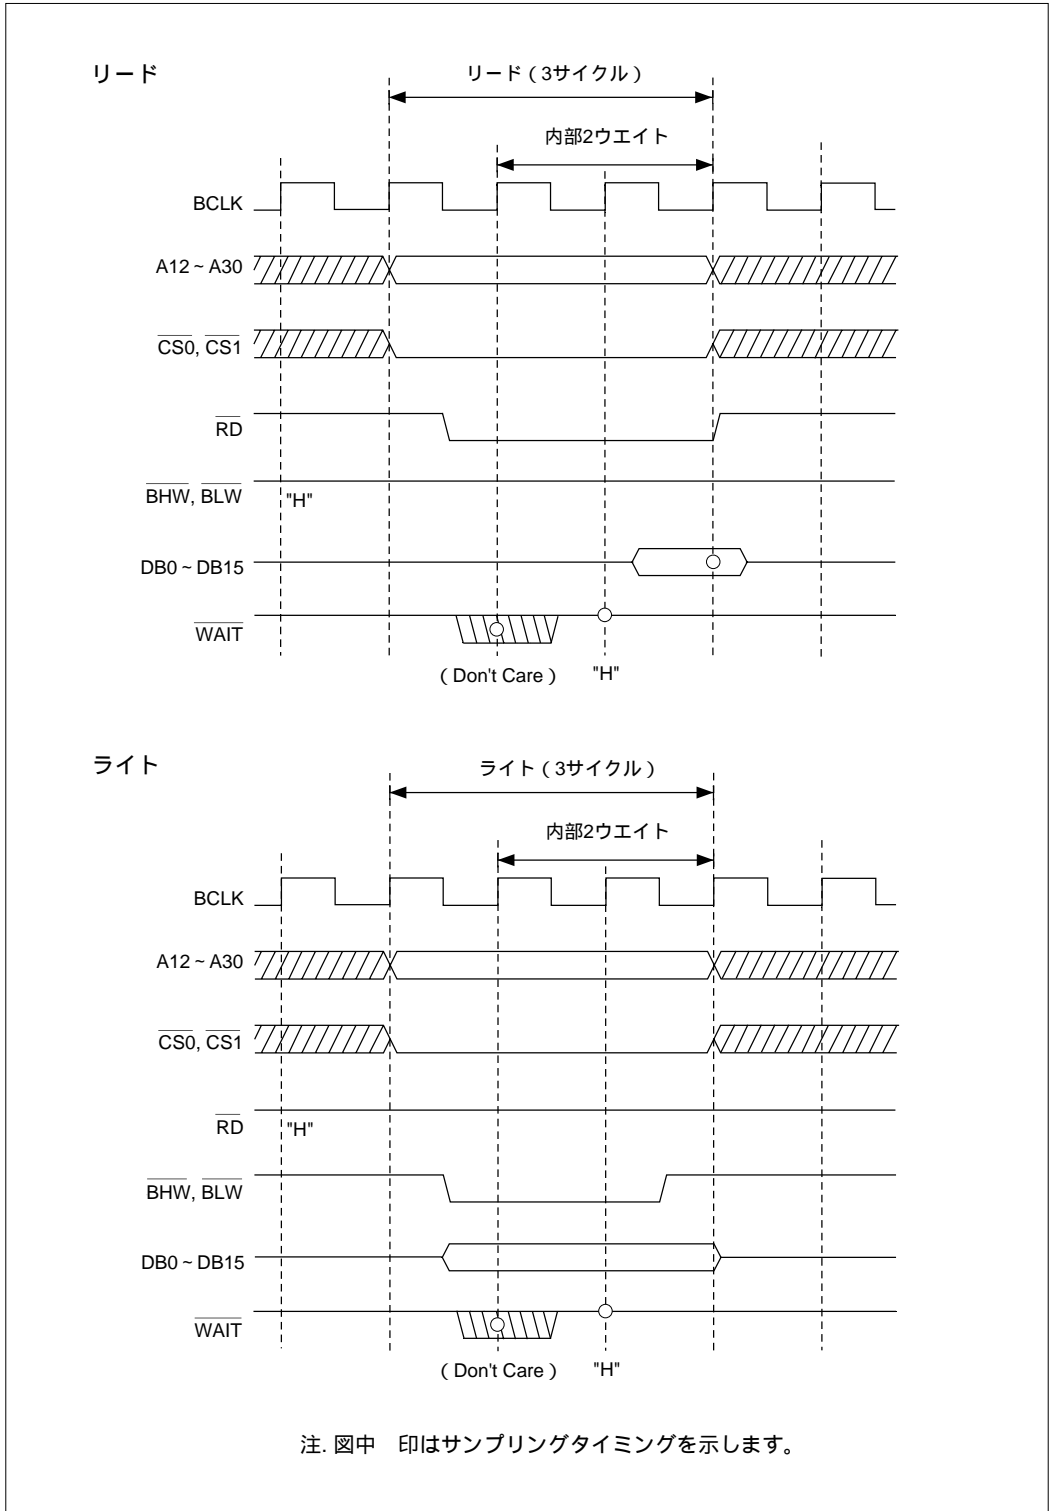 リード
リード（3サイクル）
内部2ウエイト
BCLK
A12～A30
CS0, CS1
RD
BHW, BLW
"H"
DB0～DB15
WAIT
（Don't Care）
"H"
ライト
ライト（3サイクル）
内部2ウエイト
BCLK
A12～A30
CS0, CS1
RD
"H"
BHW, BLW
DB0～DB15
WAIT
（Don't Care）
"H"
注. 図中　印はサンプリングタイミングを示します。